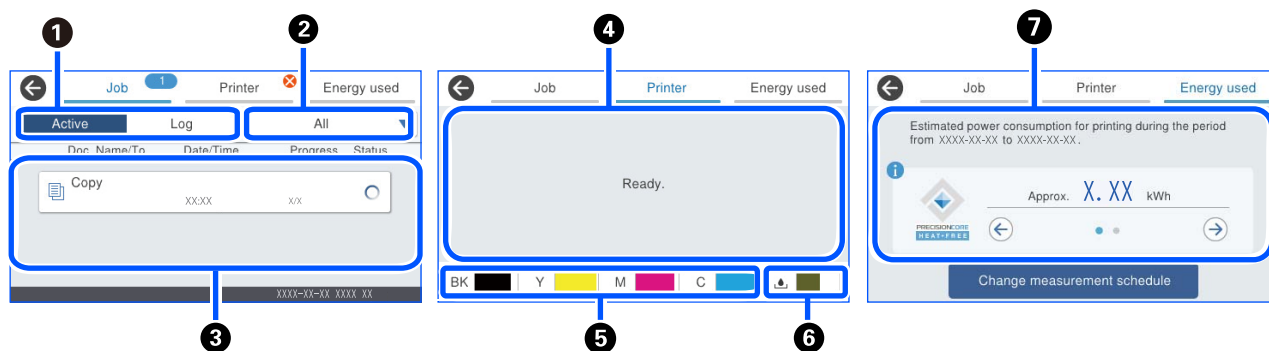 1
2
4
7
Job 1 Printer Energy used
Active Log All
Doc. Name/To Date/Time Progress Status
Copy
XX:XX X/X
XXXX-XX-XX XXXX XX
3
Job Printer Energy used
Ready.
BK Y M C
5
6
Job Printer Energy used
Estimated power consumption for printing during the period
from XXXX-XX-XX to XXXX-XX-XX.
i
Approx. X.XX kWh
PRECISIONCORE
HEAT-FREE
Change measurement schedule